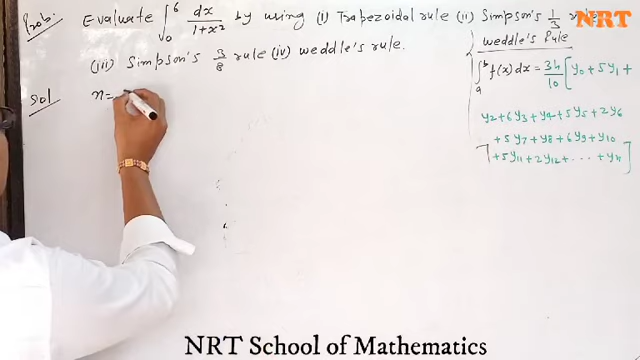 Prob. Evaluate ∫₀⁶ dx/(1+x²) by using (i) Trapezoidal rule (ii) Simpson's 1/3 rule
(iii) Simpson's 3/8 rule (iv) weddle's rule.
Sol n=
weddle's Rule
∫ₐᵇ f(x) dx = 3h/10 [y₀ + 5y₁ +
y₂ + 6y₃ + y₄ + 5y₅ + 2y₆
+ 5y₇ + y₈ + 6y₉ + y₁₀
+ 5y₁₁ + 2y₁₂ + ... + yₙ]
NRT
NRT School of Mathematics